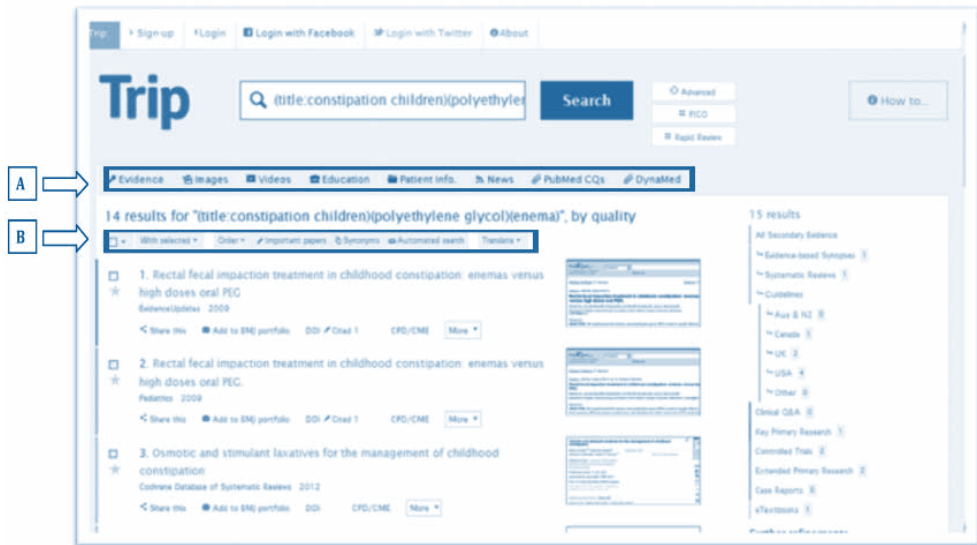 Trip
Sign-up
Login
Login with Facebook
Login with Twitter
About
Trip
(title:constipation children)(polyethyler
Search
Advanced
PICO
Rapid Review
How to...
A
Evidence
Images
Videos
Education
Patient Info.
News
PubMed CQs
DynaMed
14 results for "(title:constipation children)(polyethylene glycol)(enema)", by quality
B
With selected
Order
Important papers
Synonyms
Automated search
Translate
1. Rectal fecal impaction treatment in childhood constipation: enemas versus
high doses oral PEG
EvidenceUpdates 2009
Share this
Add to BMJ portfolio
DOI
Cited 1
CPD/CME
More
2. Rectal fecal impaction treatment in childhood constipation: enemas versus
high doses oral PEG.
Pediatrics 2009
Share this
Add to BMJ portfolio
DOI
Cited 1
CPD/CME
More
3. Osmotic and stimulant laxatives for the management of childhood
constipation
Cochrane Database of Systematic Reviews 2012
Share this
Add to BMJ portfolio
DOI
CPD/CME
More
15 results
All Secondary Evidence
Evidence-based Synopses 1
Systematic Reviews 1
Guidelines
Aus & NZ 0
Canada 1
UK 2
USA 4
Other 0
Clinical Q&A 0
Key Primary Research 1
Controlled Trials 2
Extended Primary Research 2
Case Reports 0
eTextbooks 1
Further refinements